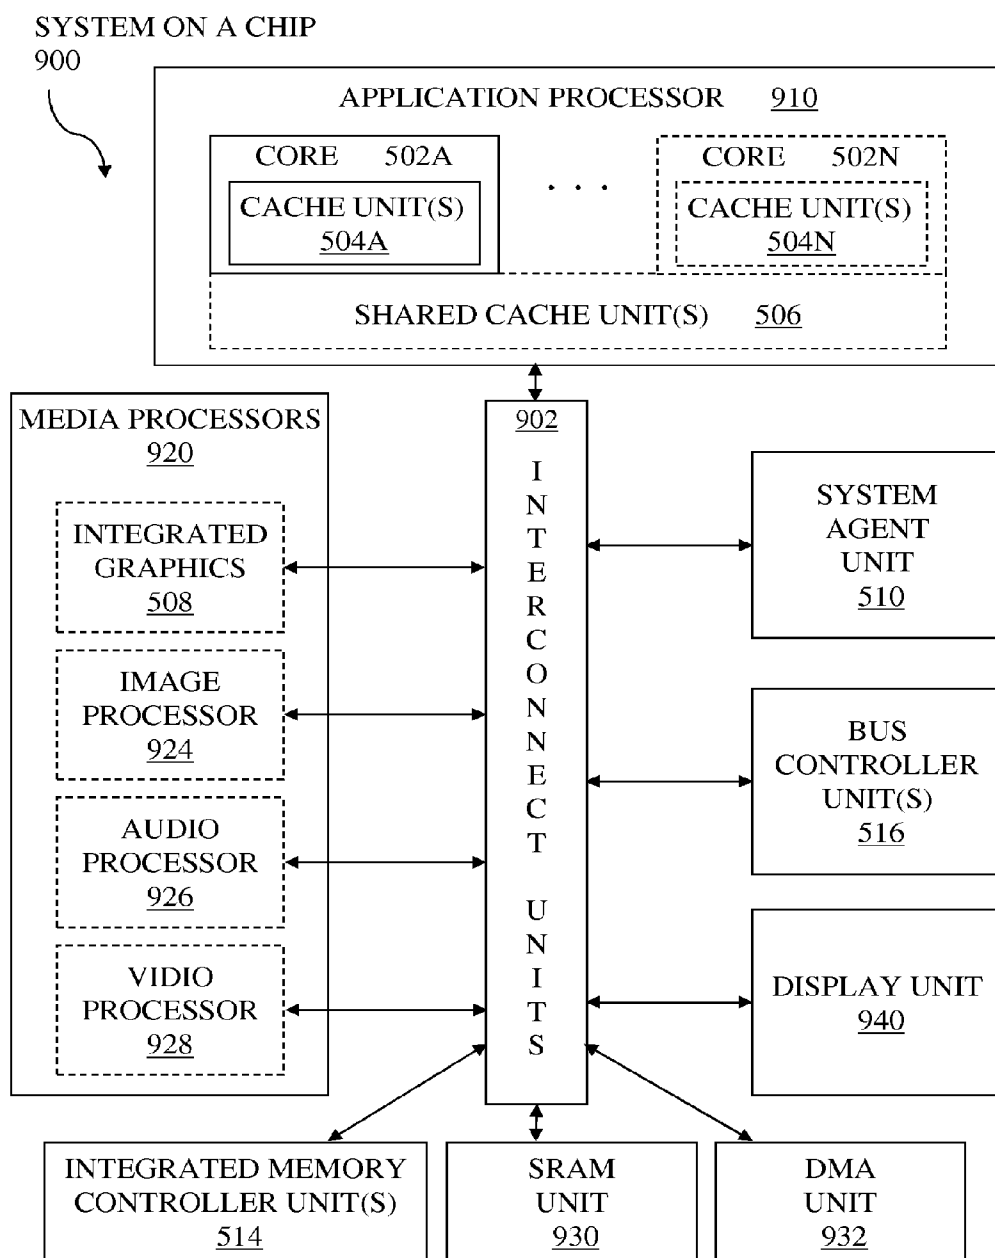 SYSTEM ON A CHIP
900
APPLICATION PROCESSOR 910
CORE 502A
CACHE UNIT(S)
504A
. . .
CORE 502N
CACHE UNIT(S)
504N
SHARED CACHE UNIT(S) 506
MEDIA PROCESSORS
920
INTEGRATED
GRAPHICS
508
IMAGE
PROCESSOR
924
AUDIO
PROCESSOR
926
VIDIO
PROCESSOR
928
902
INTERCONNECT UNITS
SYSTEM
AGENT
UNIT
510
BUS
CONTROLLER
UNIT(S)
516
DISPLAY UNIT
940
INTEGRATED MEMORY
CONTROLLER UNIT(S)
514
SRAM
UNIT
930
DMA
UNIT
932